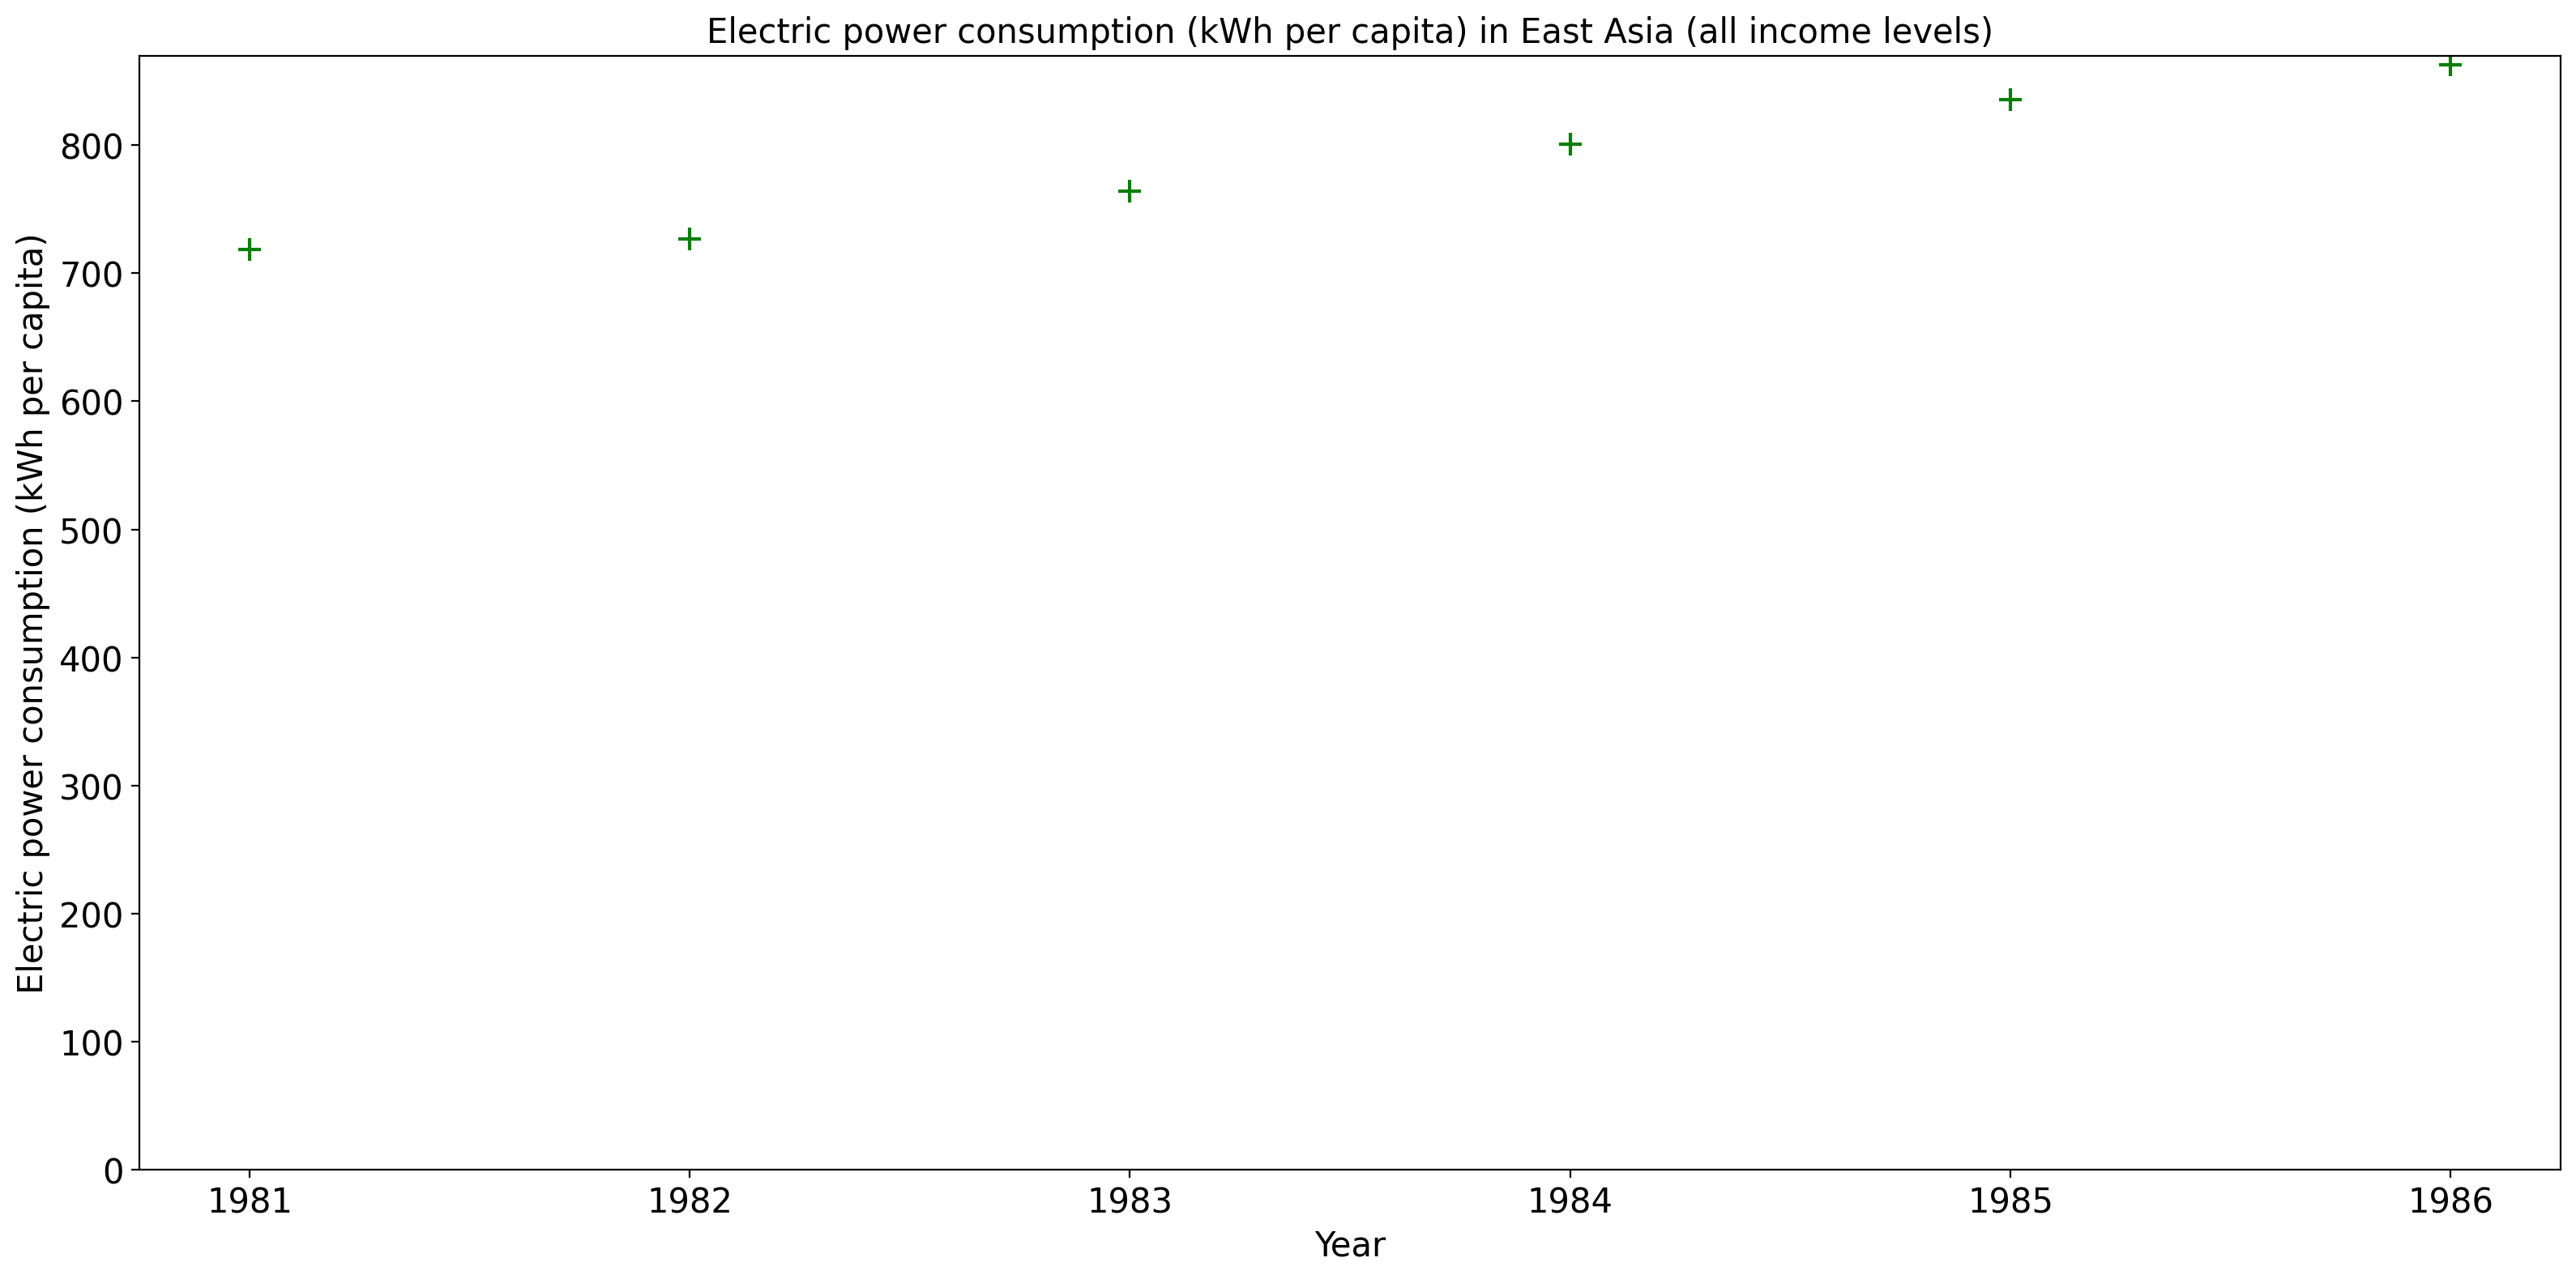 Electric power consumption (kWh per capita) in East Asia (all income levels)
Electric power consumption (kWh per capita)
800
700
600
500
400
300
200
100
0
1981 1982 1983 1984 1985 1986
Year